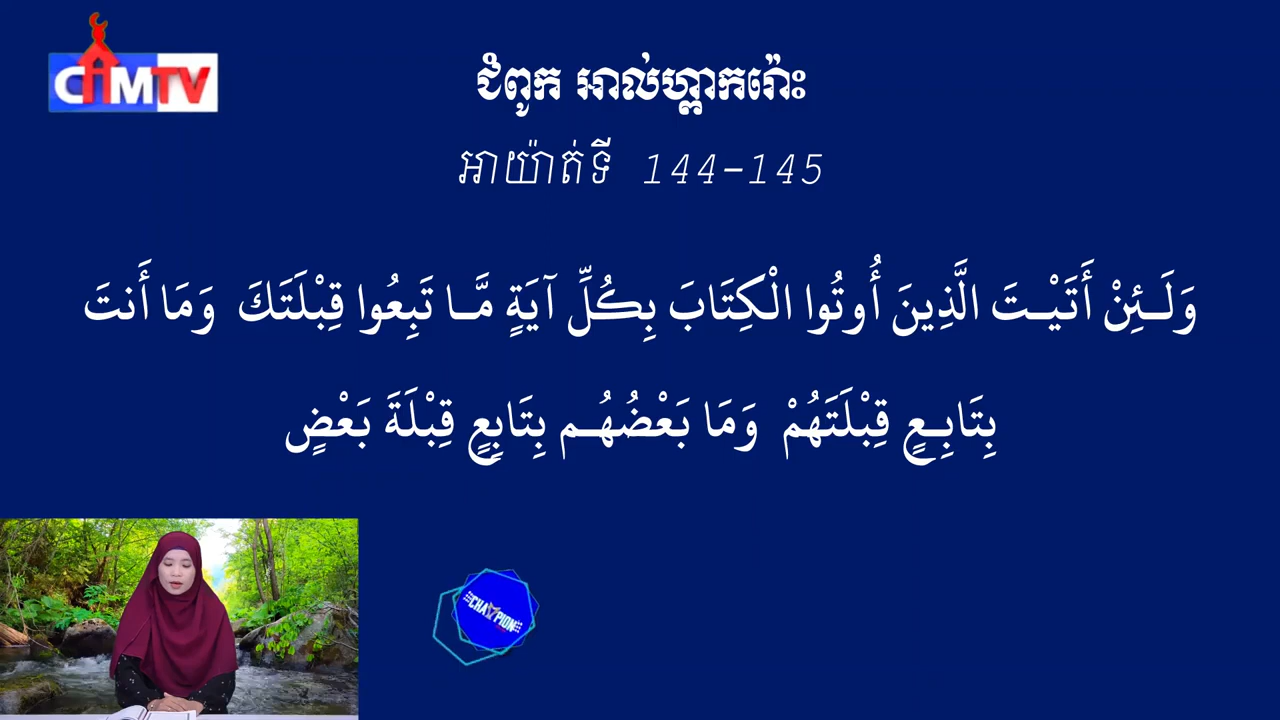 CIMTV
ជំពូក អាល់ហ្គាករ៉ោះ
អាយ៉ាត់ទី 144-145
وَلَـئِنْ أَتَيْـتَ الَّذِينَ أُوتُوا الْكِتَابَ بِكُلِّ آيَةٍ مَّـا تَبِعُوا قِبْلَتَكَ وَمَا أَنتَ
بِتَابِـعٍ قِبْلَتَهُمْ وَمَا بَعْضُهُـم بِتَابِعٍ قِبْلَةَ بَعْضٍ
CHAMPION